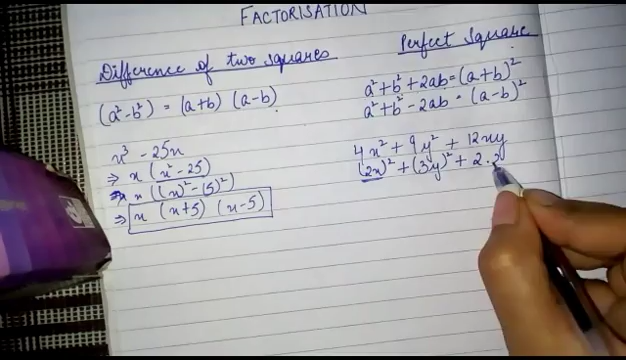 FACTORISATION
Difference of two squares
(a²-b²) = (a+b) (a-b)
x³ - 25x
⇒ x (x² - 25)
⇒ x ((x)² - (5)²)
⇒ x (x+5) (x-5)
Perfect Square
a² + b² + 2ab = (a+b)²
a² + b² - 2ab = (a-b)²
4x² + 9y² + 12xy
(2x)² + (3y)² + 2.2